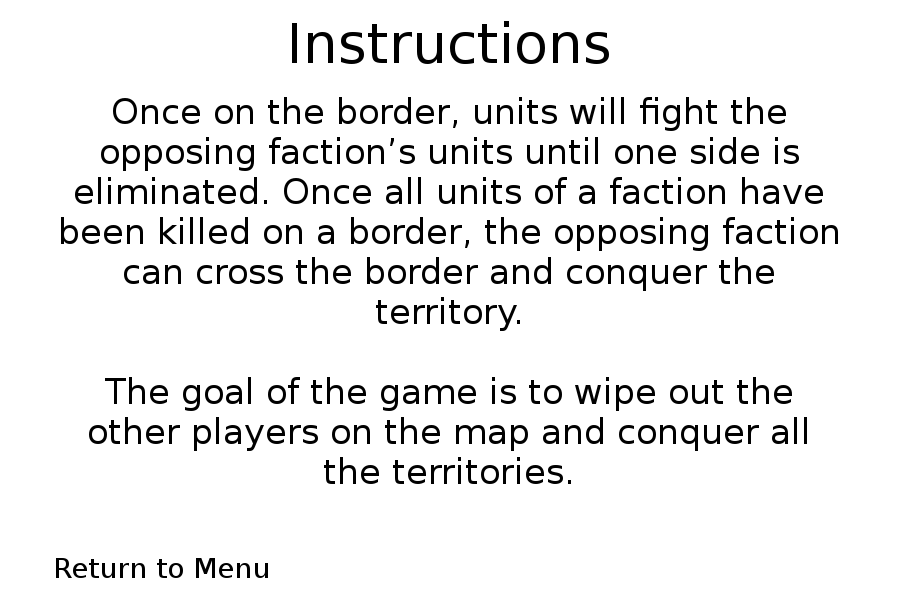 Instructions
Once on the border, units will fight the
opposing faction’s units until one side is
eliminated. Once all units of a faction have
been killed on a border, the opposing faction
can cross the border and conquer the
territory.
The goal of the game is to wipe out the
other players on the map and conquer all
the territories.
Return to Menu